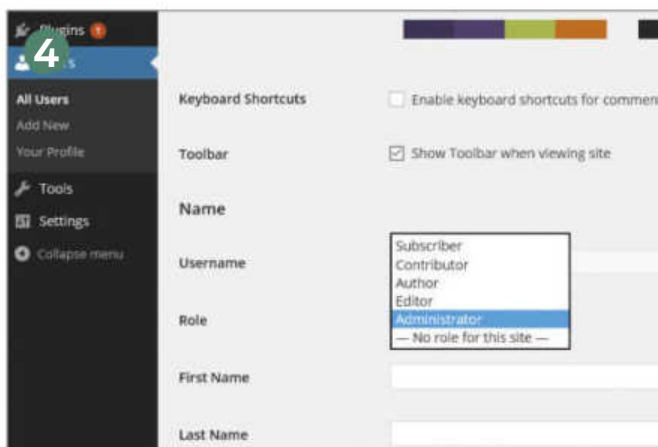 Plugins 1
4
All Users
Add New
Your Profile
Tools
Settings
Collapse menu
Keyboard Shortcuts
Enable keyboard shortcuts for commen
Toolbar
Show Toolbar when viewing site
Name
Username
Role
Subscriber
Contributor
Author
Editor
Administrator
— No role for this site —
First Name
Last Name